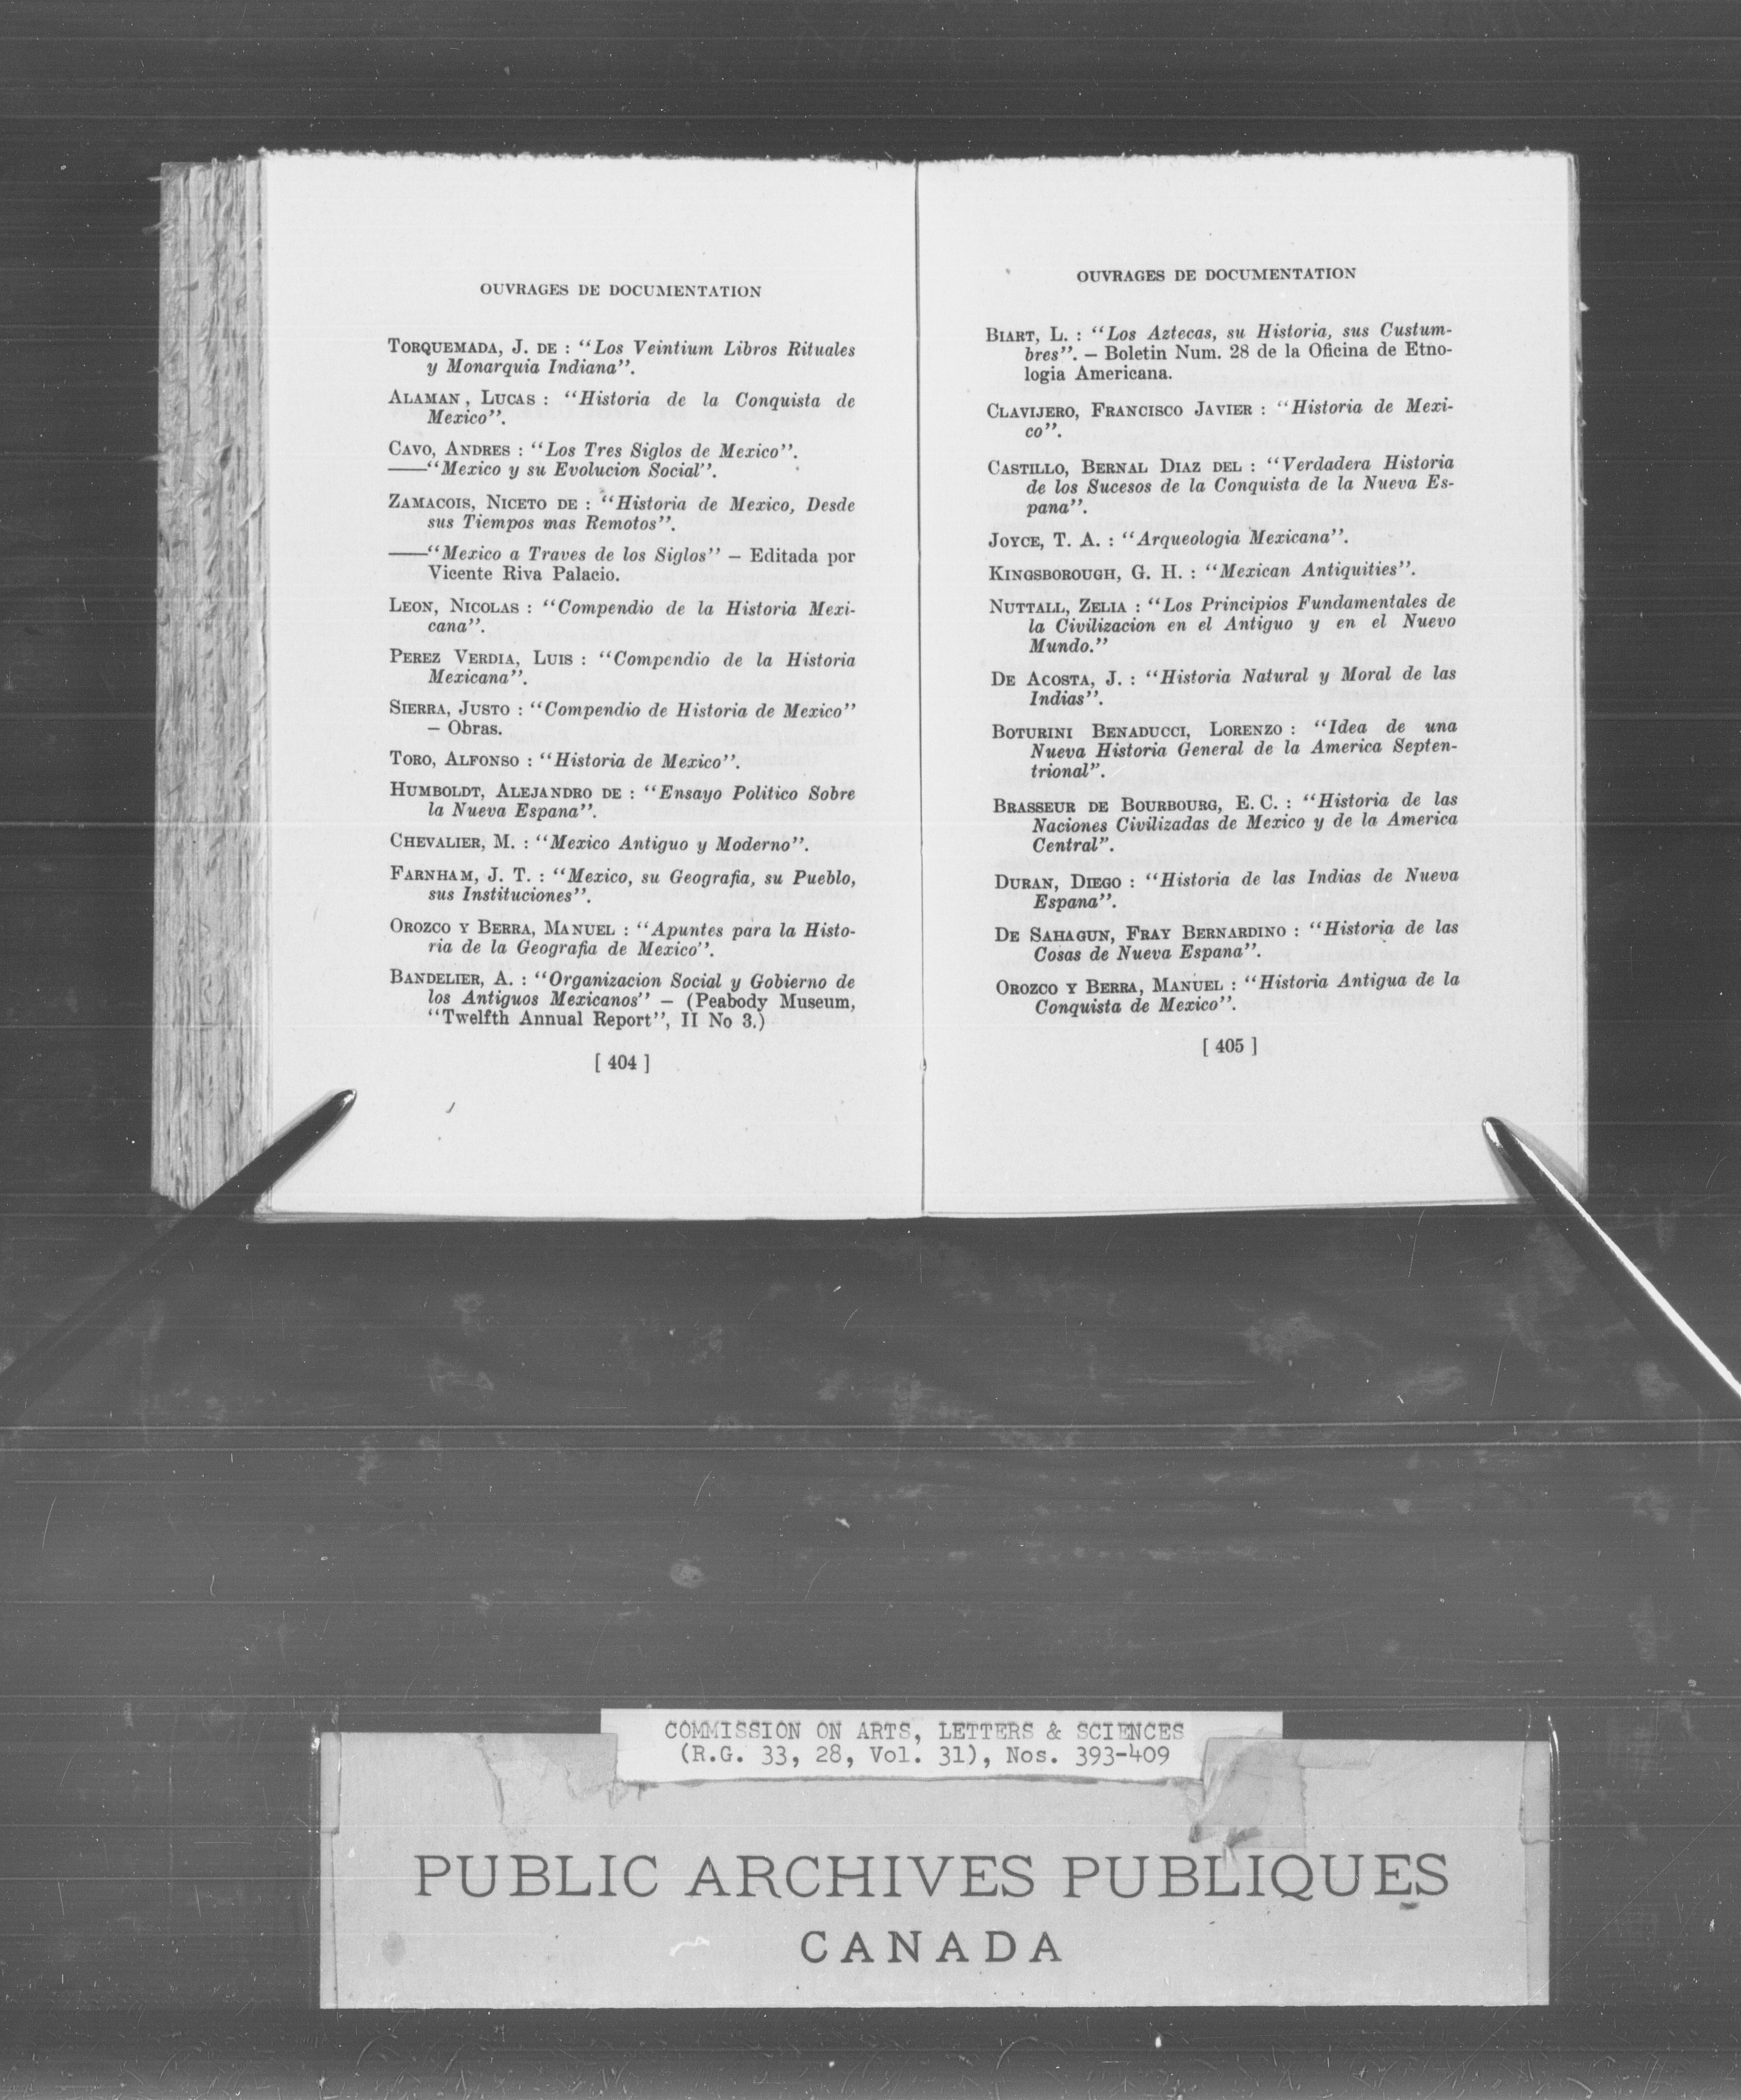 OUVRAGES DE DOCUMENTATION
TORQUEMADA, J. DE : “Los Veintium Libros Rituales
y Monarquia Indiana”.
ALAMAN, LUCAS : “Historia de la Conquista de
Mexico”.
CAVO, ANDRES : “Los Tres Siglos de Mexico”.
——“Mexico y su Evolucion Social”.
ZAMACOIS, NICETO DE : “Historia de Mexico, Desde
sus Tiempos mas Remotos”.
——“Mexico a Traves de los Siglos” – Editada por
Vicente Riva Palacio.
LEON, NICOLAS : “Compendio de la Historia Mexi-
cana”.
PEREZ VERDIA, LUIS : “Compendio de la Historia
Mexicana”.
SIERRA, JUSTO : “Compendio de Historia de Mexico”
– Obras.
TORO, ALFONSO : “Historia de Mexico”.
HUMBOLDT, ALEJANDRO DE : “Ensayo Politico Sobre
la Nueva Espana”.
CHEVALIER, M. : “Mexico Antiguo y Moderno”.
FARNHAM, J. T. : “Mexico, su Geografia, su Pueblo,
sus Instituciones”.
OROZCO Y BERRA, MANUEL : “Apuntes para la Histo-
ria de la Geografia de Mexico”.
BANDELIER, A. : “Organizacion Social y Gobierno de
los Antiguos Mexicanos” – (Peabody Museum,
“Twelfth Annual Report”, II No 3.)
[ 404 ]
OUVRAGES DE DOCUMENTATION
BIART, L. : “Los Aztecas, su Historia, sus Custum-
bres”. – Boletin Num. 28 de la Oficina de Etno-
logia Americana.
CLAVIJERO, FRANCISCO JAVIER : “Historia de Mexi-
co”.
CASTILLO, BERNAL DIAZ DEL : “Verdadera Historia
de los Sucesos de la Conquista de la Nueva Es-
pana”.
JOYCE, T. A. : “Arqueologia Mexicana”.
KINGSBOROUGH, G. H. : “Mexican Antiquities”.
NUTTALL, ZELIA : “Los Principios Fundamentales de
la Civilizacion en el Antiguo y en el Nuevo
Mundo.”
DE ACOSTA, J. : “Historia Natural y Moral de las
Indias”.
BOTURINI BENADUCCI, LORENZO : “Idea de una
Nueva Historia General de la America Septen-
trional”.
BRASSEUR DE BOURBOURG, E. C. : “Historia de las
Naciones Civilizadas de Mexico y de la America
Central”.
DURAN, DIEGO : “Historia de las Indias de Nueva
Espana”.
DE SAHAGUN, FRAY BERNARDINO : “Historia de las
Cosas de Nueva Espana”.
OROZCO Y BERRA, MANUEL : “Historia Antigua de la
Conquista de Mexico”.
[ 405 ]
COMMISSION ON ARTS, LETTERS & SCIENCES
(R.G. 33, 28, Vol. 31), Nos. 393-409
PUBLIC ARCHIVES PUBLIQUES
CANADA